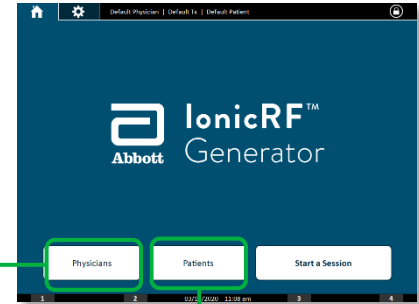 Default Physician | Default Tx | Default Patient
IonicRF™
Abbott Generator
Physicians Patients Start a Session
1 2 /2020 11:08 am 3 4